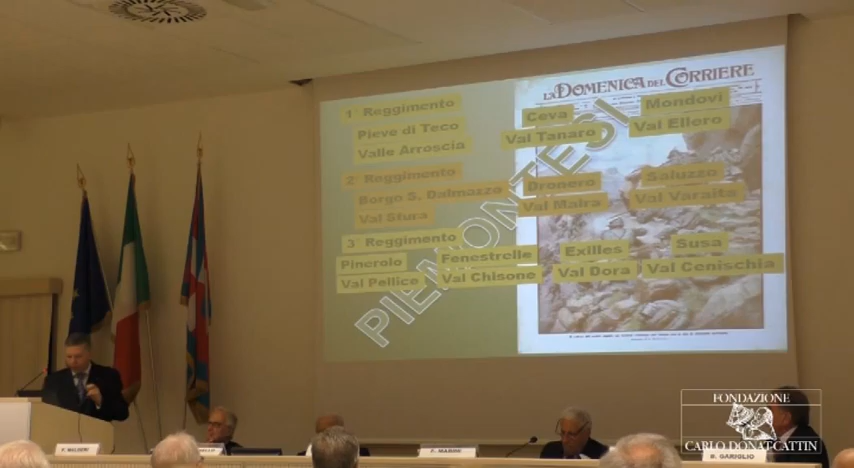 LA DOMENICA DEL CORRIERE
1° Reggimento
Pieve di Teco
Valle Arroscia
Ceva
Val Tanaro
Mondovì
Val Ellero
2° Reggimento
Borgo S. Dalmazzo
Val Stura
Dronero
Val Maira
Saluzzo
Val Varaita
3° Reggimento
Pinerolo
Val Pellice
Fenestrelle
Val Chisone
Exilles
Val Dora
Susa
Val Cenischia
PIEMONTESI
FONDAZIONE
CARLO DONAT-CATTIN
B. GARIGLIO